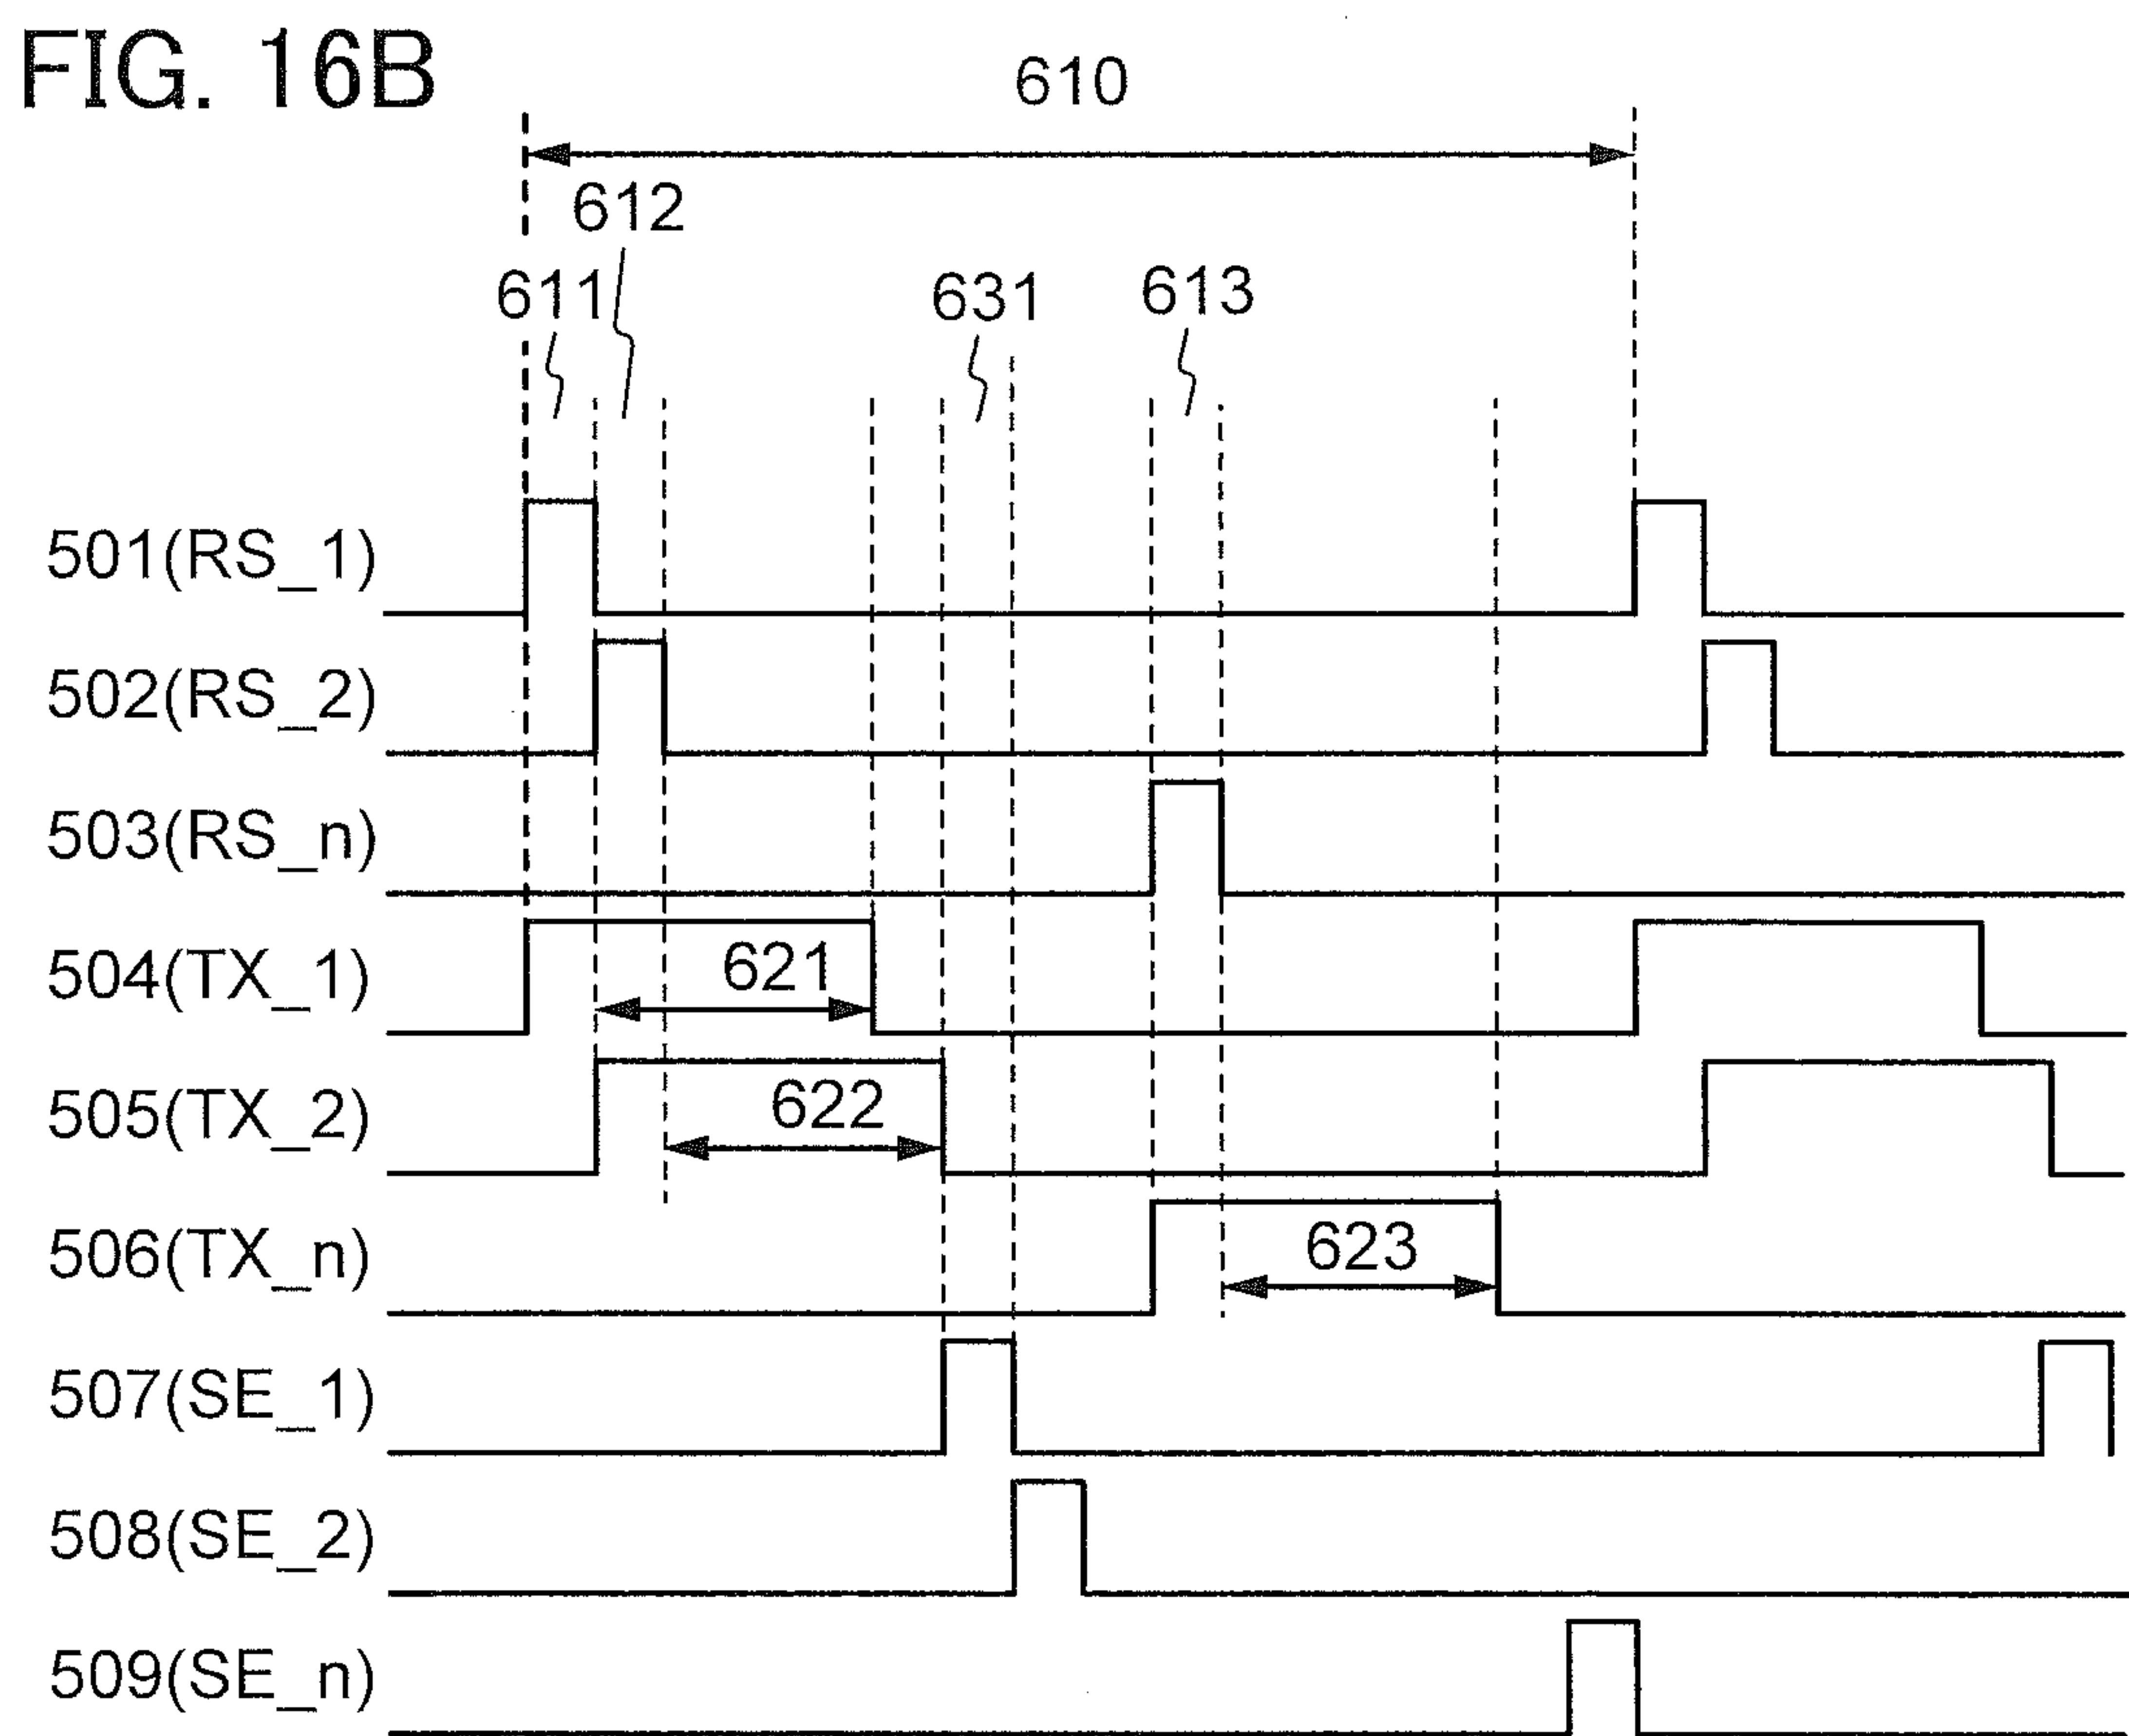 FIG. 16B
610
612
611
631
613
501(RS_1)
502(RS_2)
503(RS_n)
504(TX_1)
621
505(TX_2)
622
506(TX_n)
623
507(SE_1)
508(SE_2)
509(SE_n)